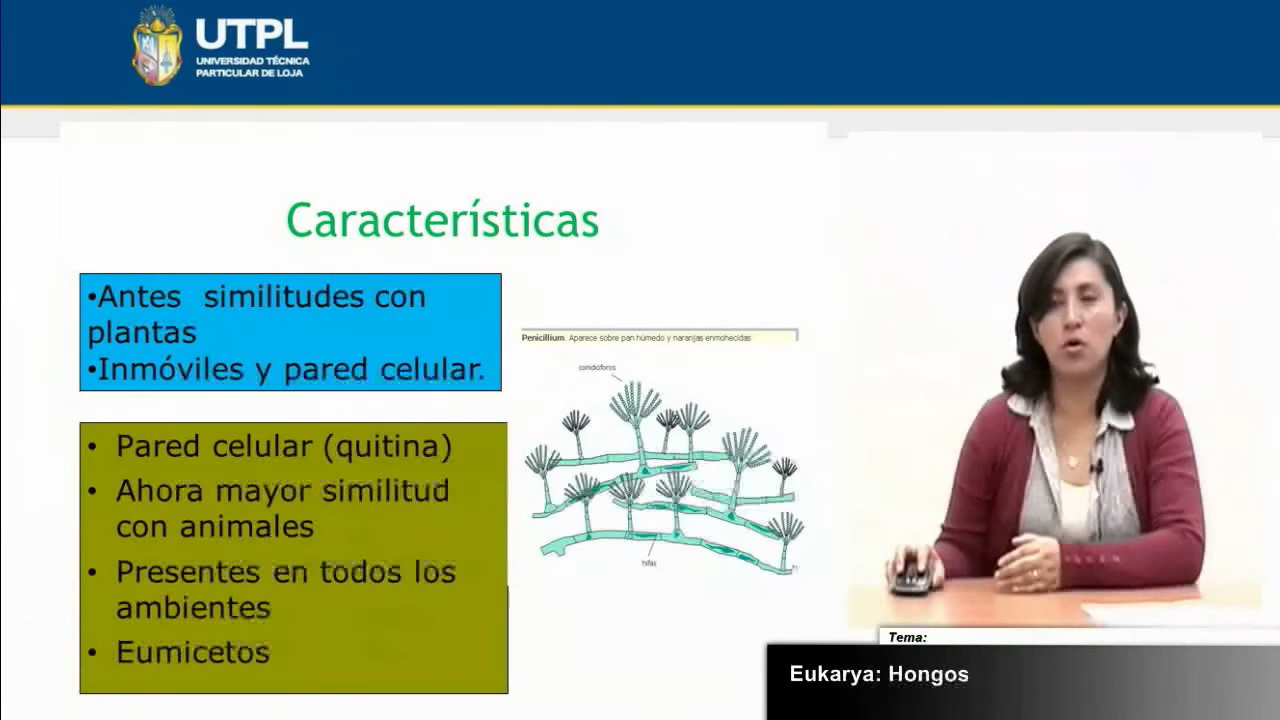 UTPL
UNIVERSIDAD TÉCNICA
PARTICULAR DE LOJA
Características
•Antes similitudes con
plantas
•Inmóviles y pared celular.
• Pared celular (quitina)
• Ahora mayor similitud
con animales
• Presentes en todos los
ambientes
• Eumicetos
Penicillium. Aparece sobre pan húmedo y naranjas enmohecidas
conidioforos
hifas
Tema:
Eukarya: Hongos